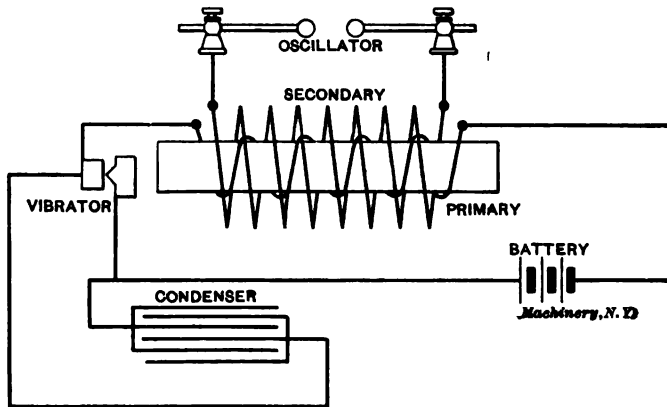 OSCILLATOR
SECONDARY
VIBRATOR
PRIMARY
BATTERY
Machinery, N.Y.
CONDENSER